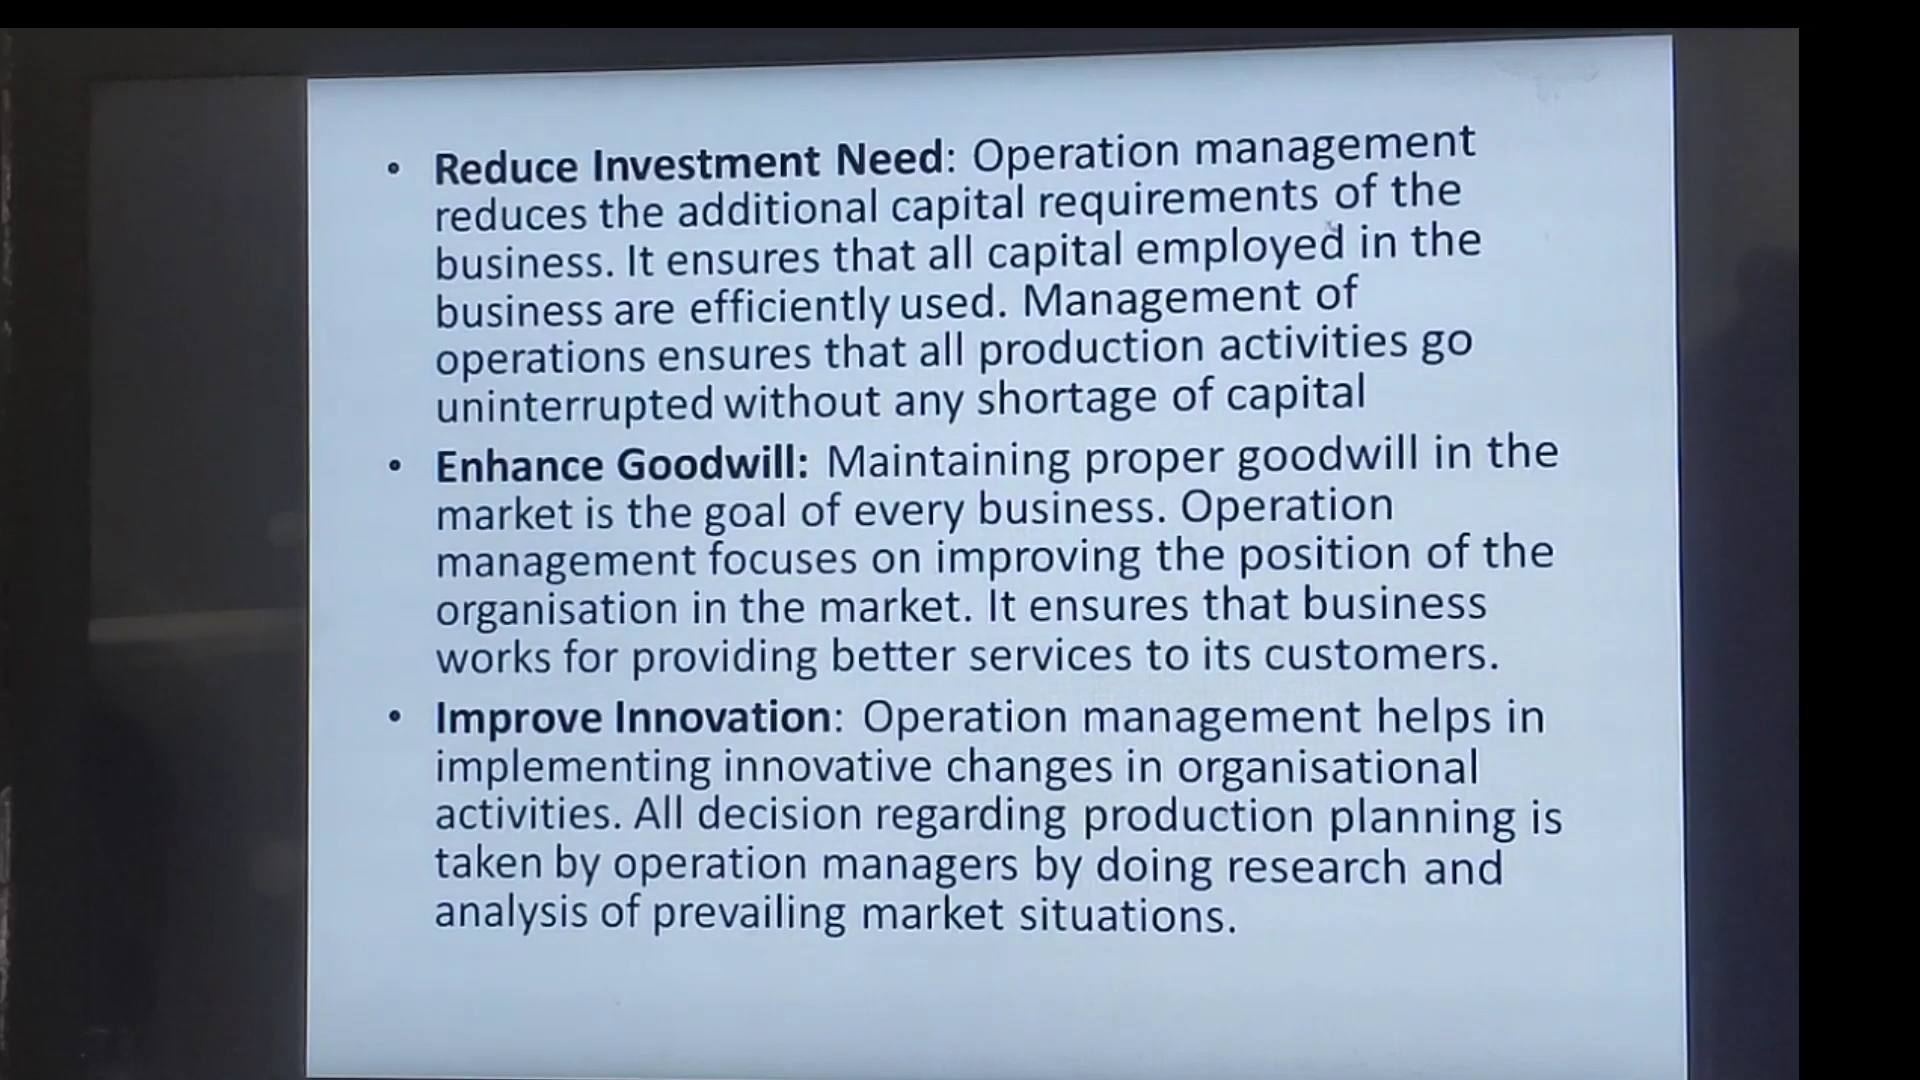 • Reduce Investment Need: Operation management
reduces the additional capital requirements of the
business. It ensures that all capital employed in the
business are efficiently used. Management of
operations ensures that all production activities go
uninterrupted without any shortage of capital
• Enhance Goodwill: Maintaining proper goodwill in the
market is the goal of every business. Operation
management focuses on improving the position of the
organisation in the market. It ensures that business
works for providing better services to its customers.
• Improve Innovation: Operation management helps in
implementing innovative changes in organisational
activities. All decision regarding production planning is
taken by operation managers by doing research and
analysis of prevailing market situations.